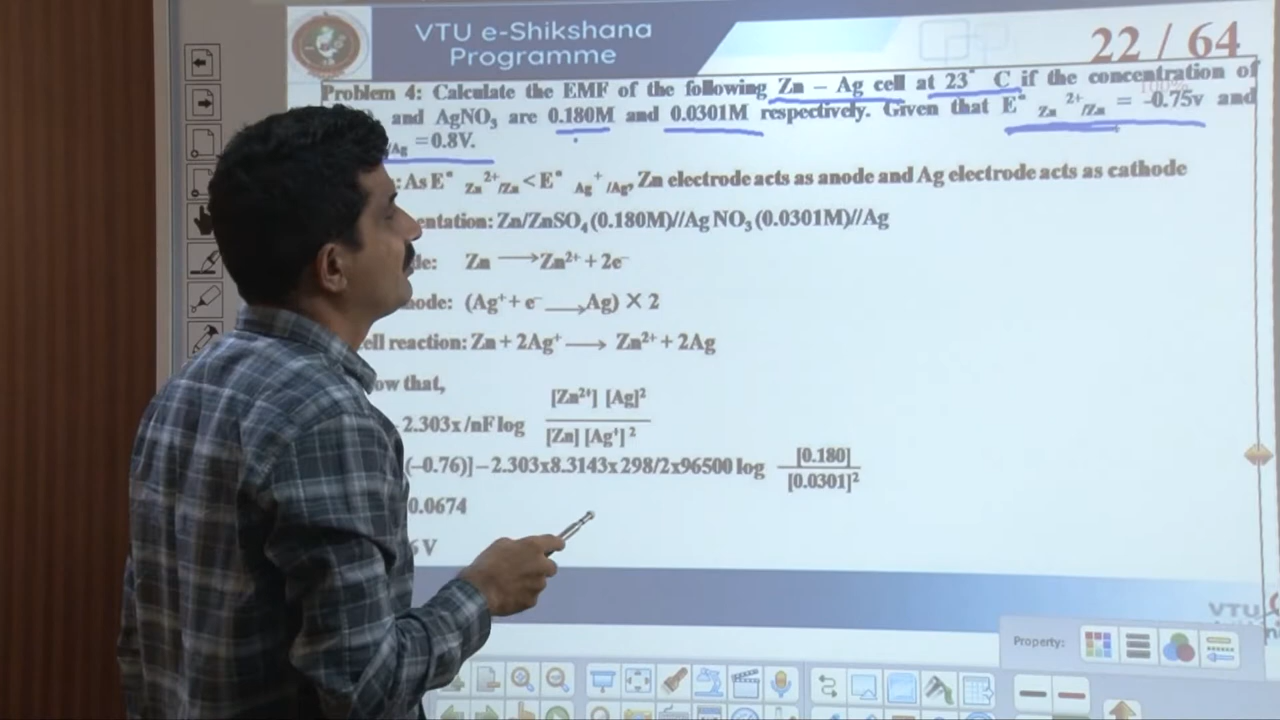 VTU e-Shikshana
Programme
22 / 64
Problem 4: Calculate the EMF of the following Zn – Ag cell at 23° C if the concentration of
and AgNO₃ are 0.180M and 0.0301M respectively. Given that E° Zn ²⁺/Zn = -0.75v and
/Ag = 0.8V.
: As E° Zn²⁺/Zn < E° Ag⁺/Ag, Zn electrode acts as anode and Ag electrode acts as cathode
entation: Zn/ZnSO₄(0.180M)//Ag NO₃(0.0301M)//Ag
de: Zn ⟶ Zn²⁺ + 2e⁻
ode: (Ag⁺ + e⁻ ⟶ Ag) X 2
ell reaction: Zn + 2Ag⁺ ⟶ Zn²⁺ + 2Ag
ow that,
[Zn²⁺] [Ag]²
2.303x /nF log
[Zn] [Ag⁺]²
[0.180]
(–0.76)] – 2.303x8.3143x298/2x96500 log
[0.0301]²
0.0674
V
VTU
Property: